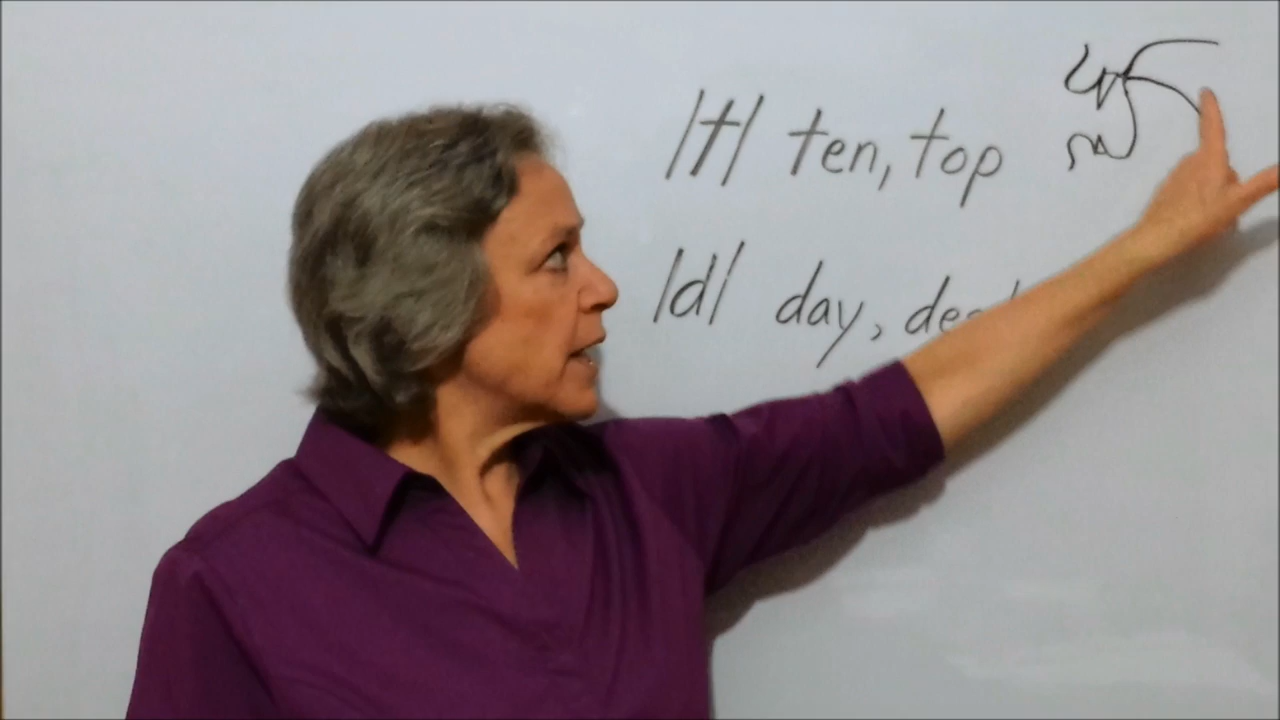 /t/ ten, top
/d/ day,